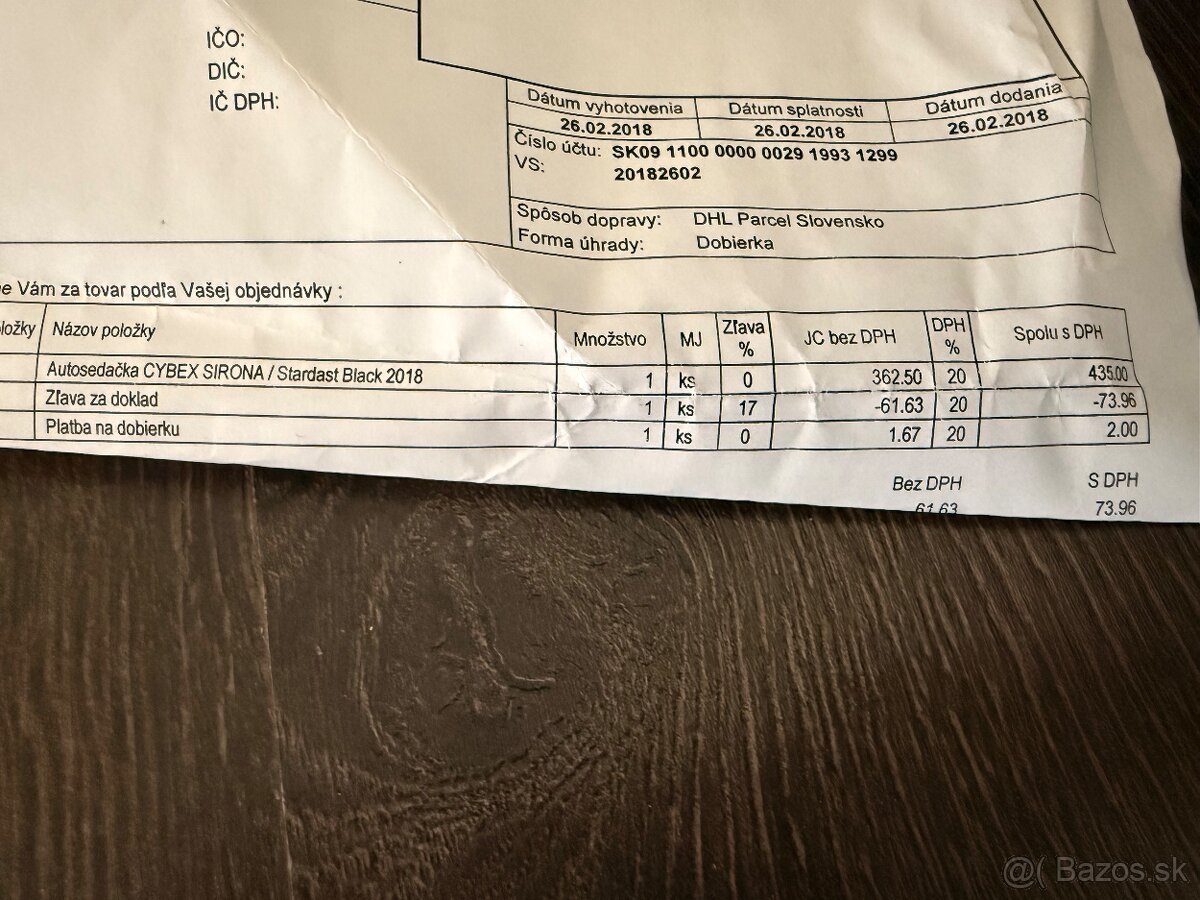 IČO:
DIČ:
IČ DPH:
Dátum vyhotovenia Dátum splatnosti Dátum dodania
26.02.2018 26.02.2018 26.02.2018
Číslo účtu: SK09 1100 0000 0029 1993 1299
VS: 20182602
Spôsob dopravy: DHL Parcel Slovensko
Forma úhrady: Dobierka
e Vám za tovar podľa Vašej objednávky :
ložky Názov položky Množstvo MJ Zľava % JC bez DPH DPH % Spolu s DPH
Autosedačka CYBEX SIRONA / Stardast Black 2018 1 ks 0 362.50 20 435.00
Zľava za doklad 1 ks 17 -61.63 20 -73.96
Platba na dobierku 1 ks 0 1.67 20 2.00
Bez DPH S DPH
61.63 73.96
@( Bazos.sk